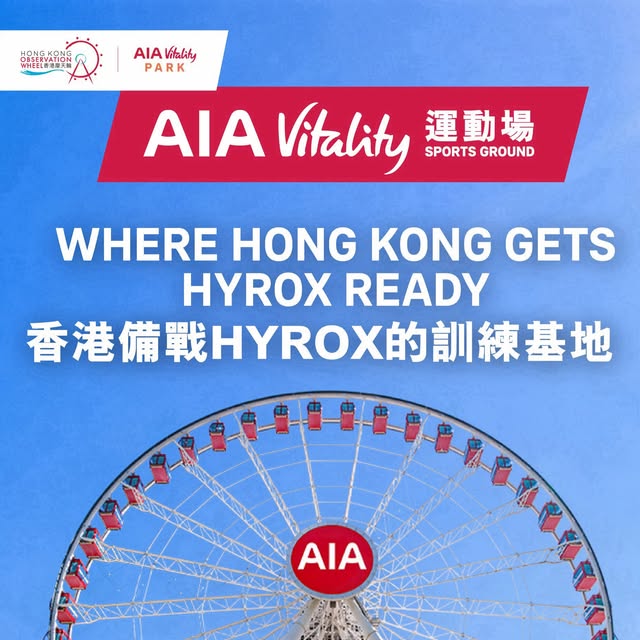 HONG KONG
OBSERVATION
WHEEL香港摩天輪
AIA Vitality
PARK
AIA Vitality 運動場
SPORTS GROUND
WHERE HONG KONG GETS
HYROX READY
香港備戰HYROX的訓練基地
AIA